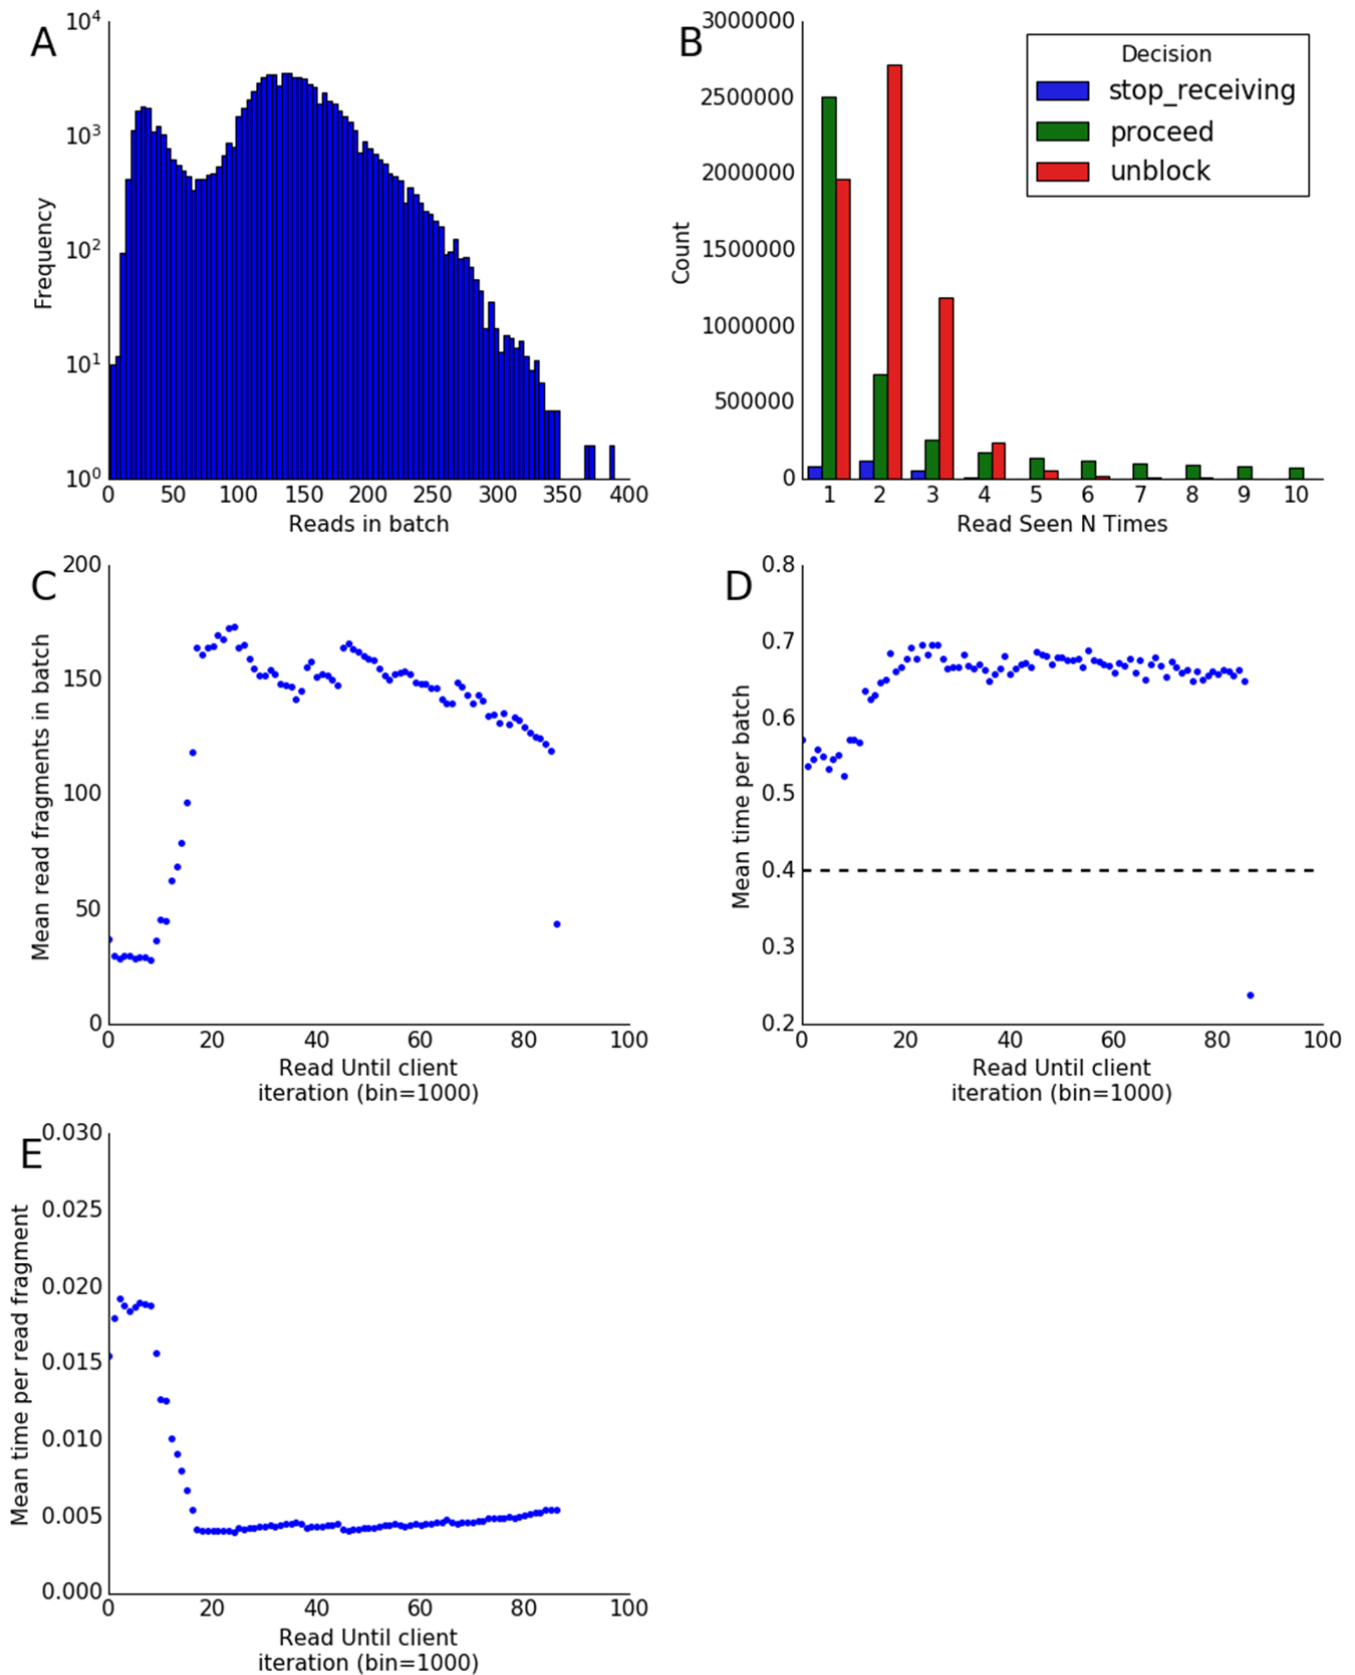 A
10^4
10^3
10^2
10^1
10^0
Frequency
0 50 100 150 200 250 300 350 400
Reads in batch
B
3000000
2500000
2000000
1500000
1000000
500000
0
Count
Decision
stop_receiving
proceed
unblock
1 2 3 4 5 6 7 8 9 10
Read Seen N Times
C
200
150
100
50
0
Mean read fragments in batch
0 20 40 60 80 100
Read Until client
iteration (bin=1000)
D
0.8
0.7
0.6
0.5
0.4
0.3
0.2
Mean time per batch
0 20 40 60 80 100
Read Until client
iteration (bin=1000)
E
0.030
0.025
0.020
0.015
0.010
0.005
0.000
Mean time per read fragment
0 20 40 60 80 100
Read Until client
iteration (bin=1000)